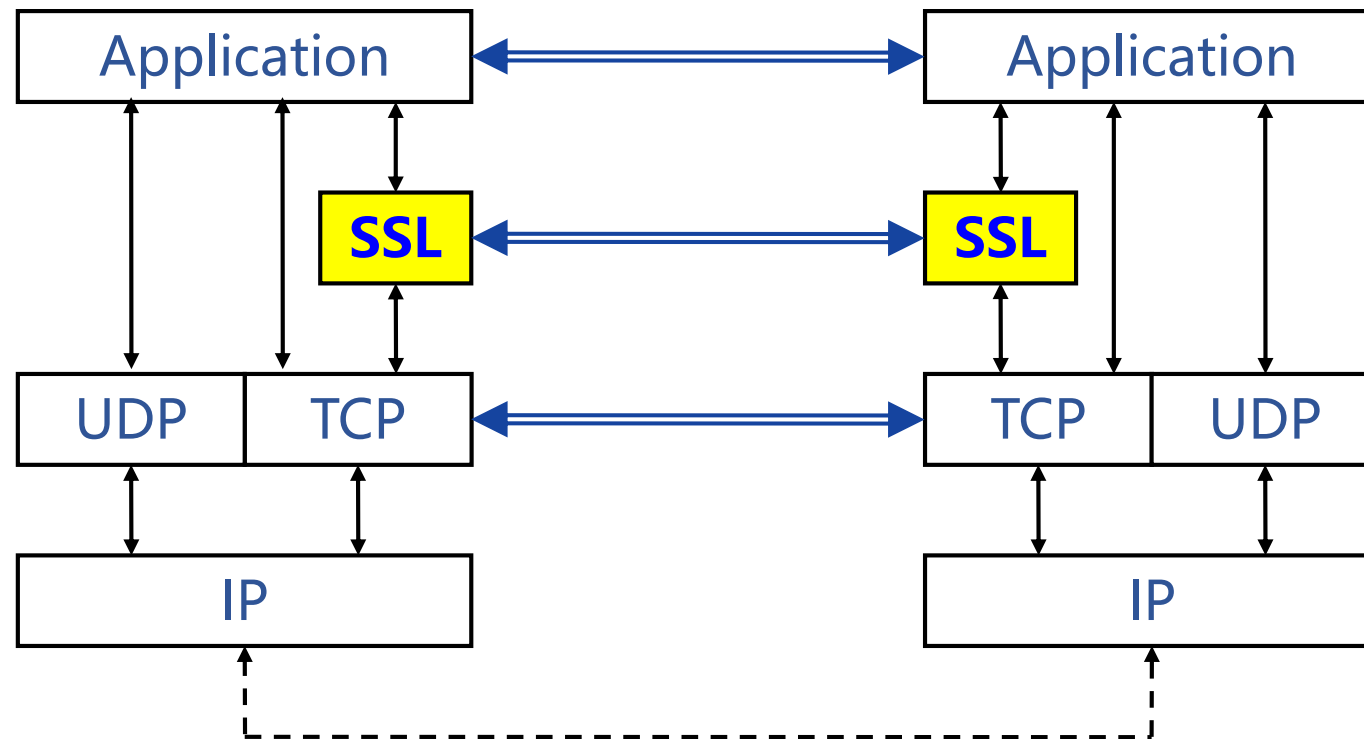 Application
Application
SSL
SSL
UDP
TCP
TCP
UDP
IP
IP